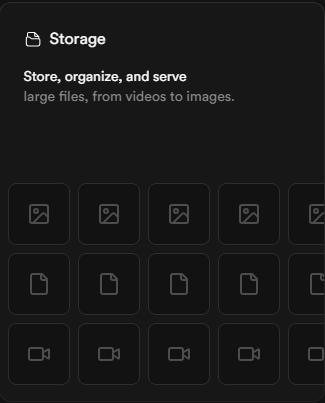 Storage
Store, organize, and serve
large files, from videos to images.